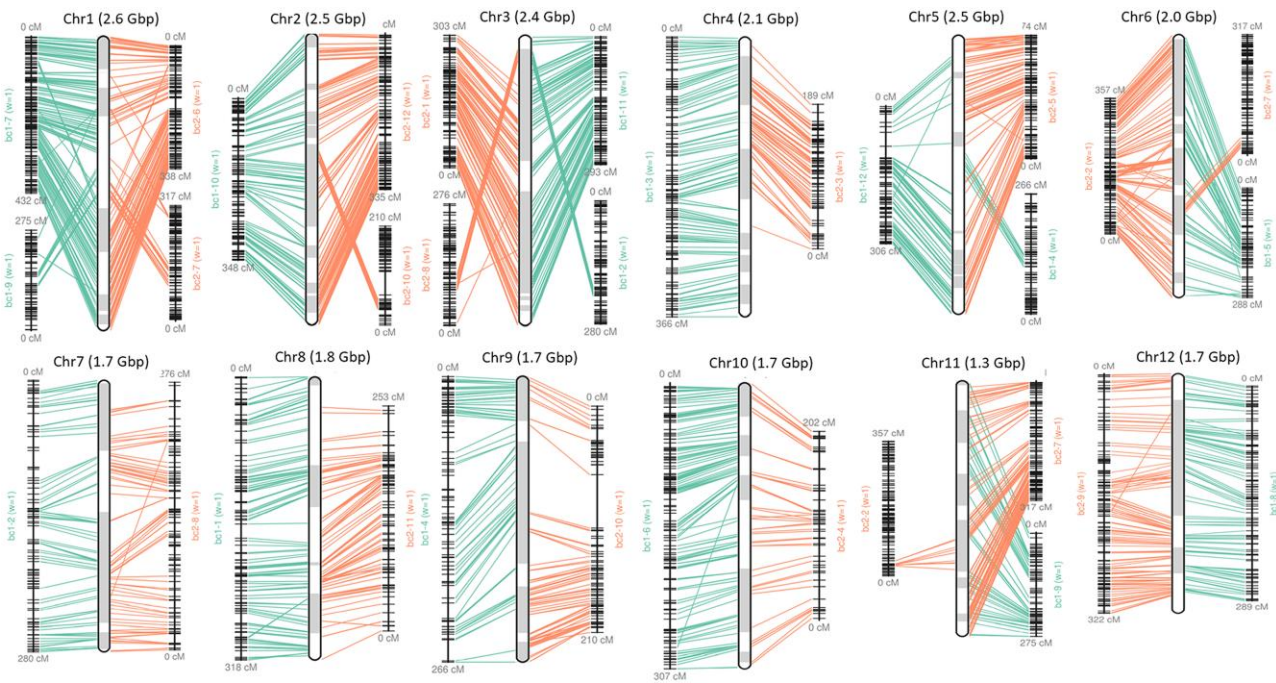 Chr1 (2.6 Gbp)
0 cM
0 cM
bc1-7 (w=1)
bc2-6 (w=1)
432 cM
338 cM
275 cM
317 cM
bc1-9 (w=1)
bc2-7 (w=1)
0 cM
0 cM
Chr2 (2.5 Gbp)
cM
0 cM
bc1-10 (w=1)
bc2-12 (w=1)
348 cM
335 cM
210 cM
bc2-10 (w=1)
0 cM
Chr3 (2.4 Gbp)
303 cM
0 cM
bc2-1 (w=1)
bc1-11 (w=1)
0 cM
293 cM
276 cM
0 cM
bc2-8 (w=1)
bc1-2 (w=1)
0 cM
280 cM
Chr4 (2.1 Gbp)
0 cM
189 cM
bc1-3 (w=1)
bc2-3 (w=1)
0 cM
366 cM
Chr5 (2.5 Gbp)
74 cM
0 cM
bc1-12 (w=1)
bc2-5 (w=1)
0 cM
306 cM
266 cM
bc1-4 (w=1)
0 cM
Chr6 (2.0 Gbp)
317 cM
357 cM
bc2-2 (w=1)
bc2-7 (w=1)
0 cM
0 cM
0 cM
bc1-5 (w=1)
288 cM
Chr7 (1.7 Gbp)
0 cM
276 cM
bc1-2 (w=1)
bc2-8 (w=1)
280 cM
0 cM
Chr8 (1.8 Gbp)
0 cM
253 cM
bc1-1 (w=1)
bc2-11 (w=1)
318 cM
0 cM
Chr9 (1.7 Gbp)
0 cM
0 cM
bc1-4 (w=1)
bc2-10 (w=1)
266 cM
210 cM
Chr10 (1.7 Gbp)
0 cM
202 cM
bc1-6 (w=1)
bc2-4 (w=1)
307 cM
0 cM
Chr11 (1.3 Gbp)
357 cM
bc2-2 (w=1)
bc2-7 (w=1)
0 cM
317 cM
0 cM
bc1-9 (w=1)
275 cM
Chr12 (1.7 Gbp)
0 cM
0 cM
bc2-9 (w=1)
bc1-8 (w=1)
322 cM
289 cM